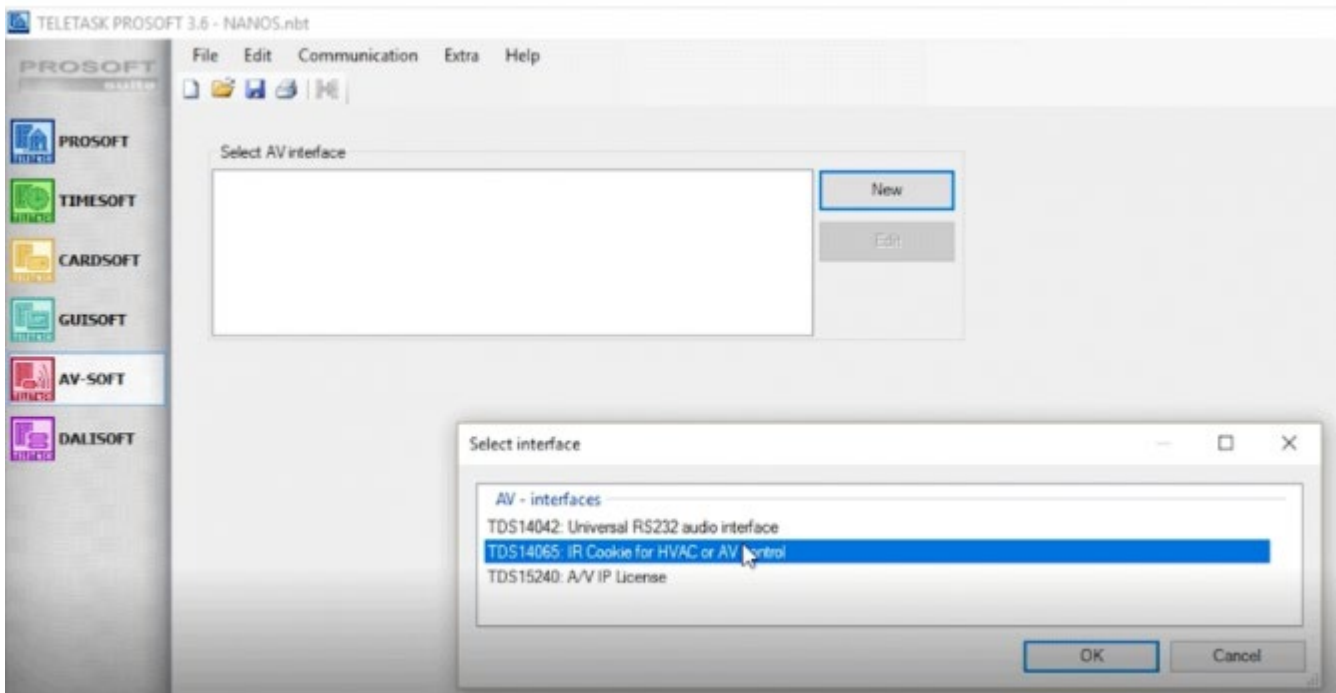 TELETASK PROSOFT 3.6 - NANOS.nbt
PROSOFT
suite
File Edit Communication Extra Help
PROSOFT
TIMESOFT
CARDSOFT
GUISOFT
AV-SOFT
DALISOFT
Select AV interface
New
Edit
Select interface
AV - interfaces
TDS14042: Universal RS232 audio interface
TDS14065: IR Cookie for HVAC or AV control
TDS15240: A/V IP License
OK Cancel